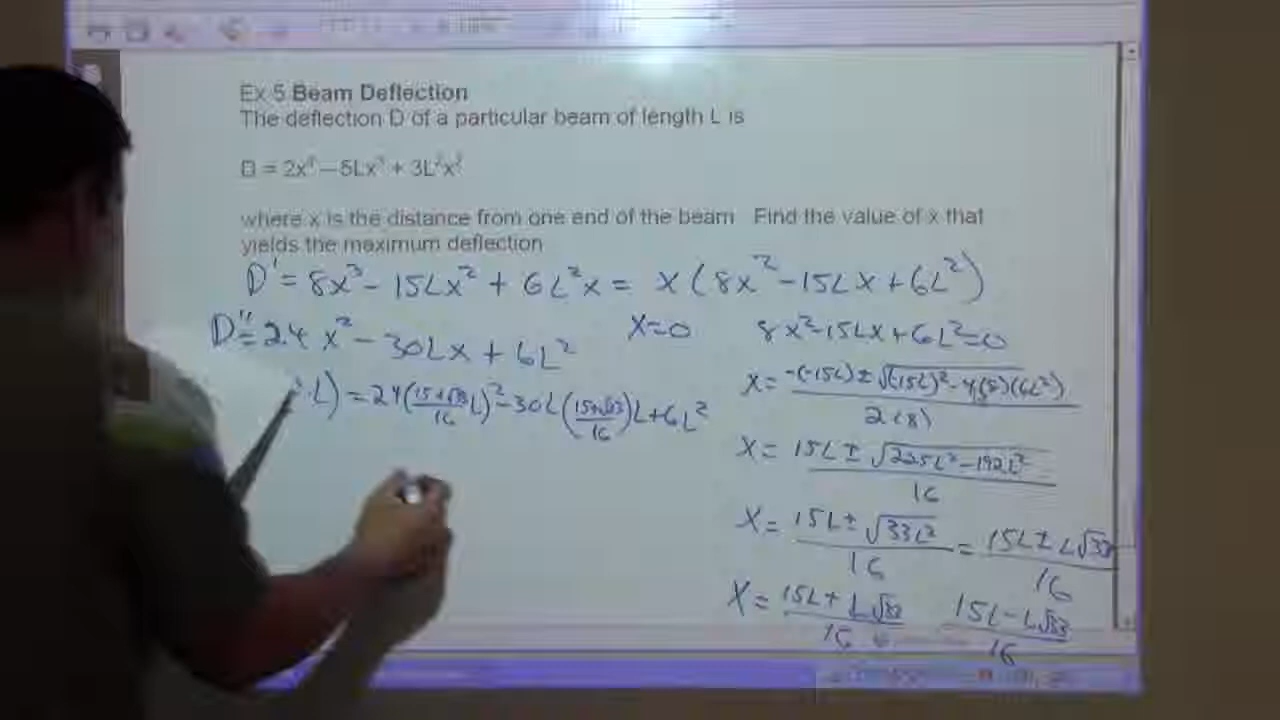 Ex 5 Beam Deflection
The deflection D of a particular beam of length L is
D = 2x⁴ – 5Lx³ + 3L²x²
where x is the distance from one end of the beam Find the value of x that
yields the maximum deflection
D' = 8x³ - 15Lx² + 6L²x = x(8x² - 15Lx + 6L²)
D'' = 24x² - 30Lx + 6L²
x=0
8x²-15Lx+6L²=0
L) = 24((15+√33)/16 L)² - 30L((15+√33)/16)L + 6L²
x = (-(-15L) ± √((-15L)² - 4(8)(6L²)))/2(8)
x = (15L ± √(225L² - 192L²))/16
x = (15L ± √(33L²))/16 = (15L ± L√33)/16
x = (15L + L√33)/16 (15L - L√33)/16